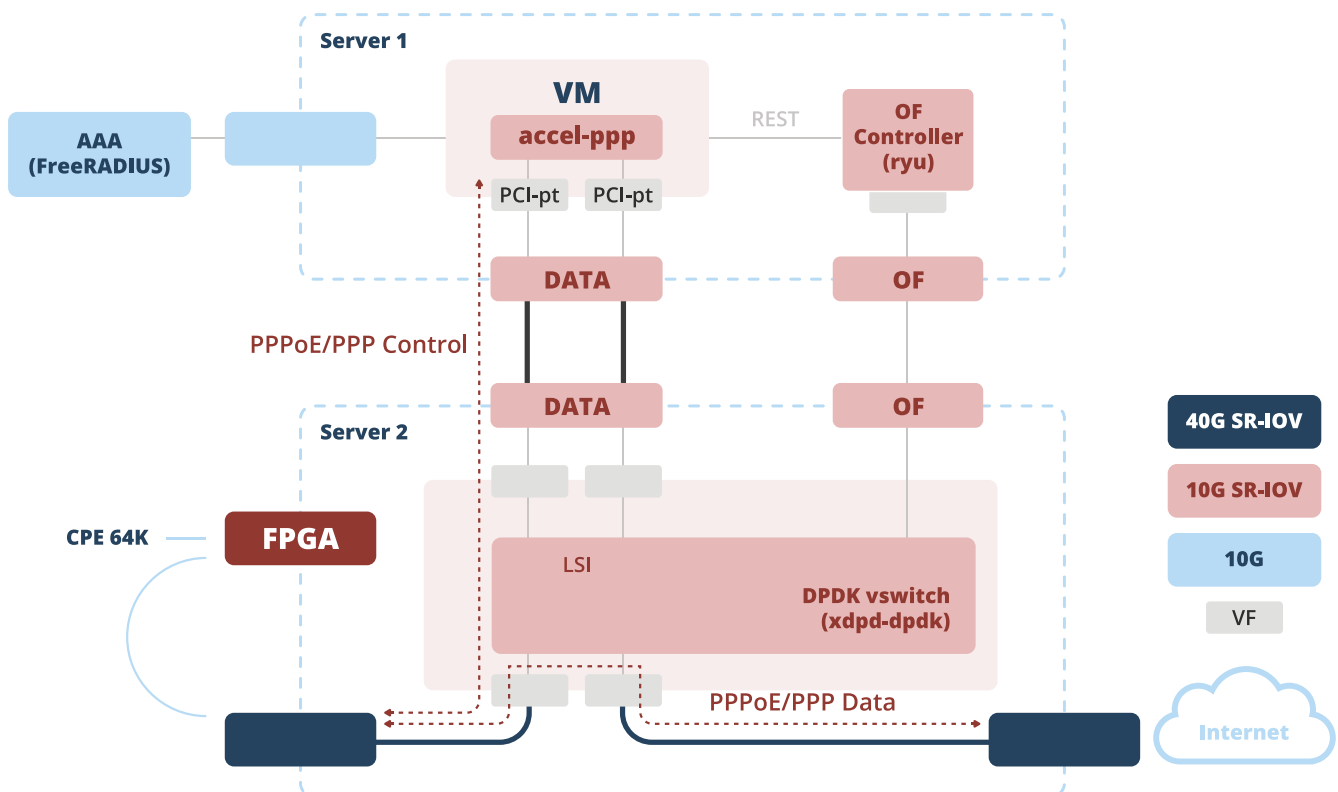 Server 1
VM
accel-ppp
PCI-pt
PCI-pt
AAA
(FreeRADIUS)
REST
OF
Controller
(ryu)
DATA
OF
PPPoE/PPP Control
DATA
OF
Server 2
40G SR-IOV
10G SR-IOV
10G
VF
CPE 64K
FPGA
LSI
DPDK vswitch
(xdpd-dpdk)
PPPoE/PPP Data
Internet